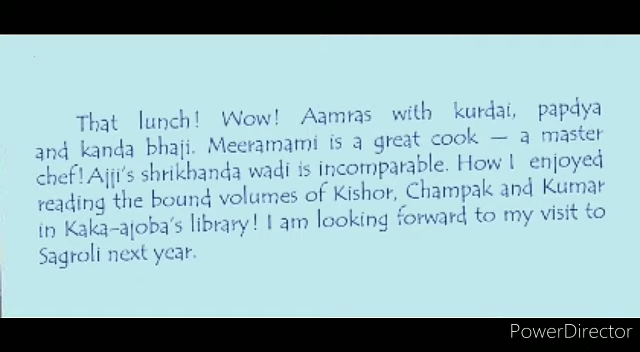 That lunch! Wow! Aamras with kurdai, papdya
and kanda bhaji. Meeramami is a great cook – a master
chef! Ajji's shrikhanda wadi is incomparable. How I enjoyed
reading the bound volumes of Kishor, Champak and Kumar
in Kaka-ajoba's library! I am looking forward to my visit to
Sagroli next year.
PowerDirector